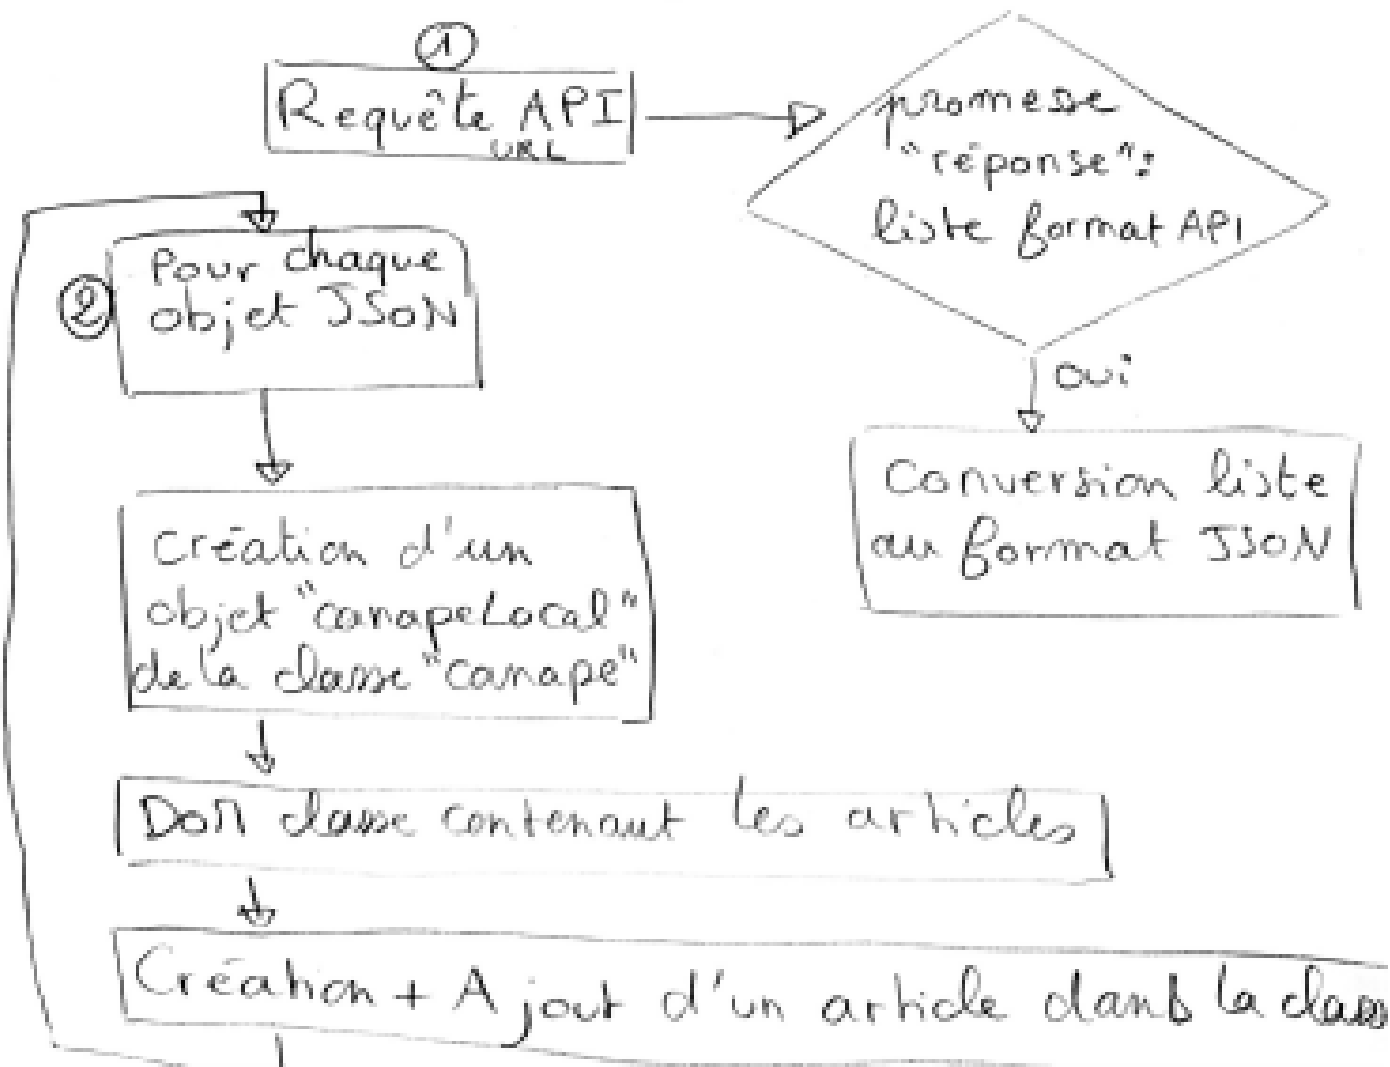 1
Requête API
URL
promesse
"réponse":
liste format API
oui
Conversion liste
au format JSON
2
Pour chaque
objet JSON
Création d'un
objet "canapeLocal"
de la classe "canape"
DOM classe contenant les articles
Création + Ajout d'un article dans la classe